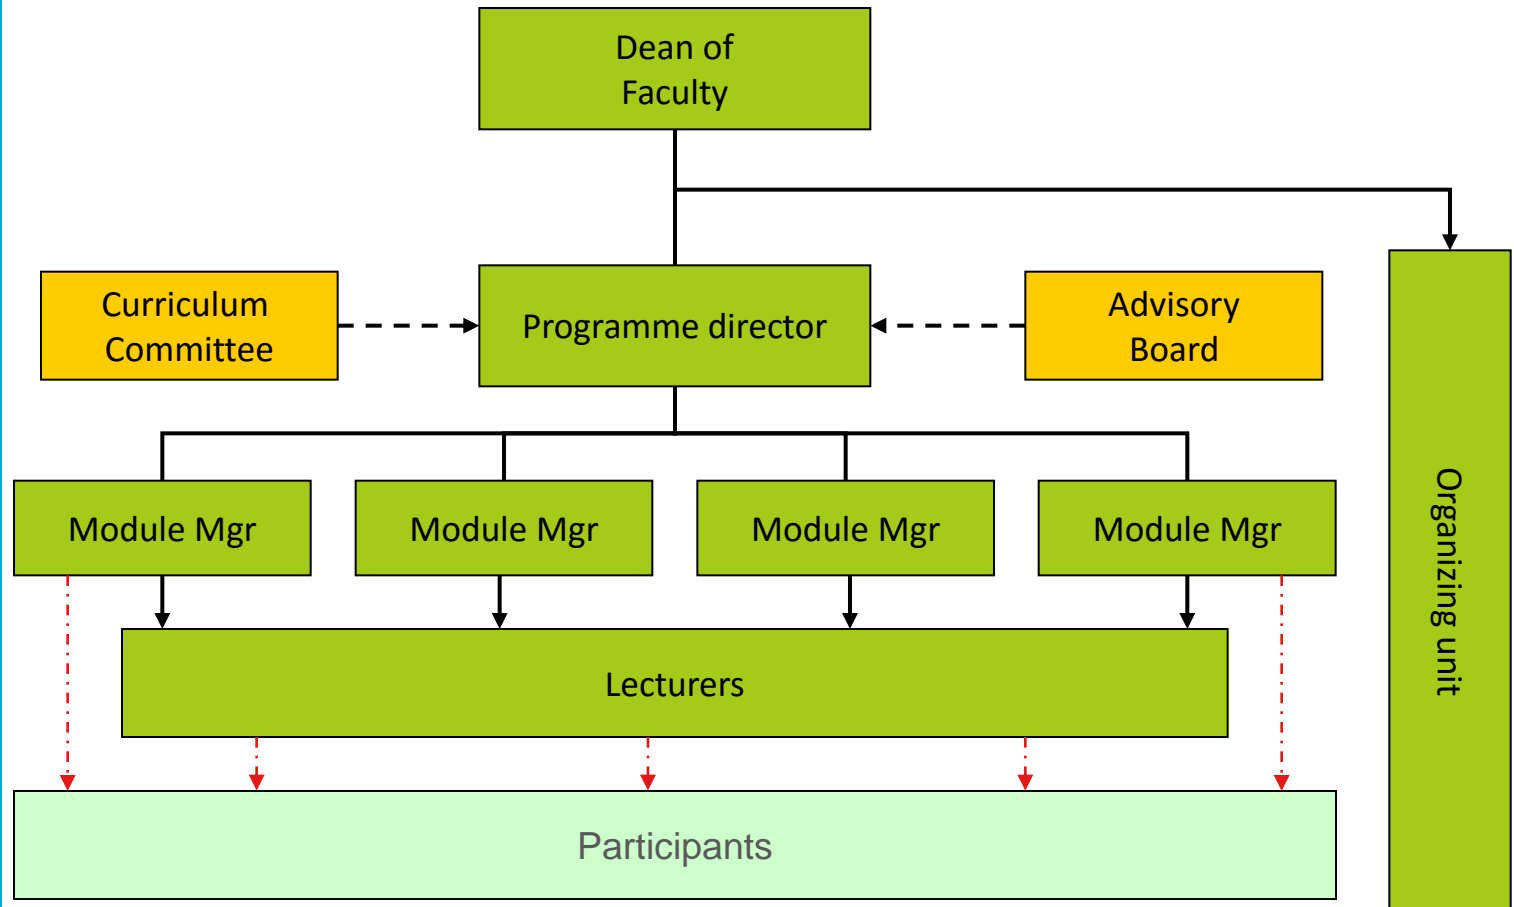 Dean of
Faculty
Curriculum
Committee
Programme director
Advisory
Board
Module Mgr
Module Mgr
Module Mgr
Module Mgr
Organizing unit
Lecturers
Participants